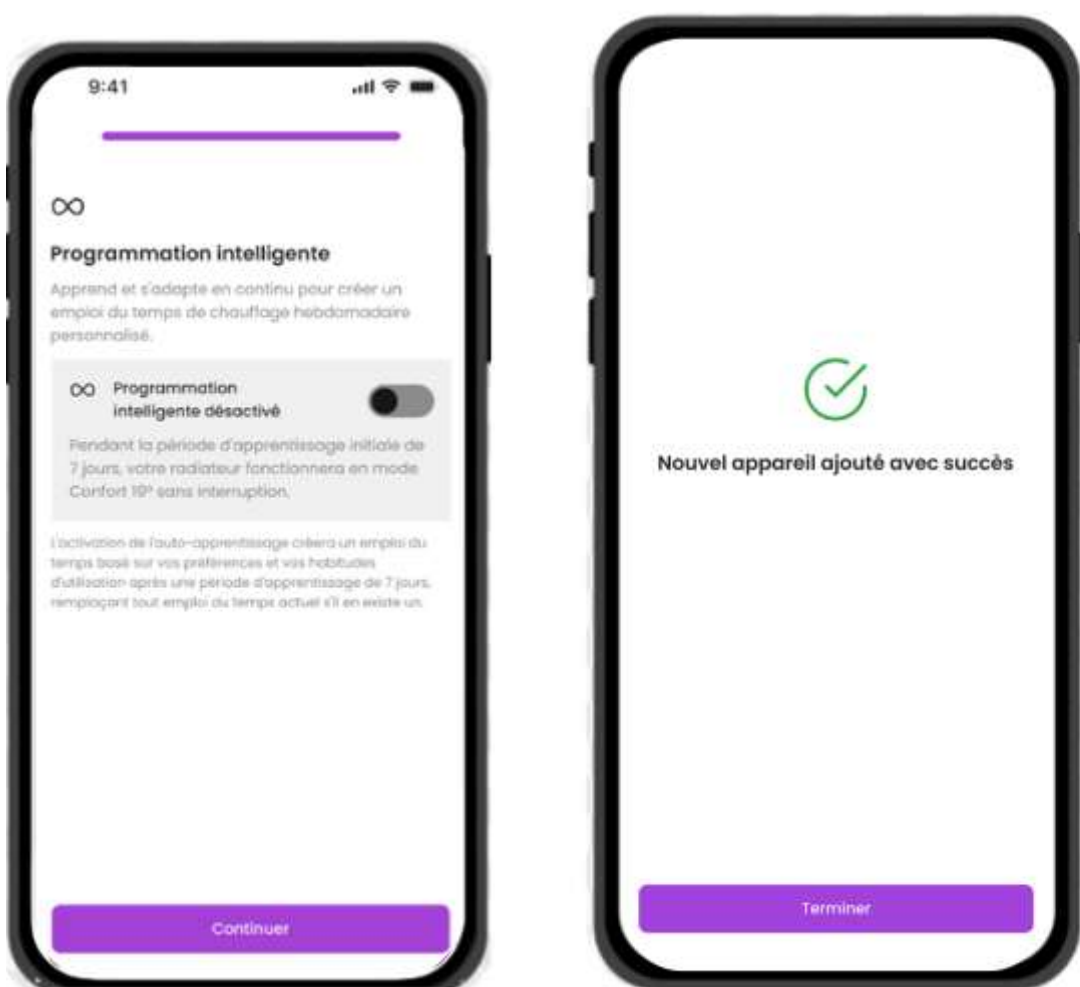 9:41
Programmation intelligente
Apprend et s'adapte en continu pour créer un
emploi du temps de chauffage hebdomadaire
personnalisé.
Programmation
intelligente désactivé
Pendant la période d'apprentissage initiale de
7 jours, votre radiateur fonctionnera en mode
Confort 19° sans interruption.
L'activation de l'auto-apprentissage créera un emploi du
temps basé sur vos préférences et vos habitudes
d'utilisation après une période d'apprentissage de 7 jours,
remplaçant tout emploi du temps actuel s'il en existe un.
Continuer
Nouvel appareil ajouté avec succès
Terminer